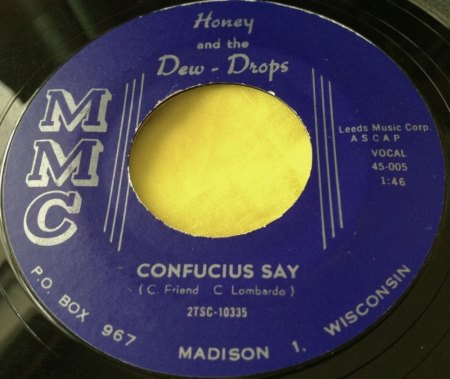 Honey
and the
Dew - Drops
MMC
Leeds Music Corp.
ASCAP
VOCAL
45-005
1:46
CONFUCIUS SAY
( C. Friend C Lombardo )
2TSC-10335
P.O. BOX 967 MADISON 1. WISCONSIN